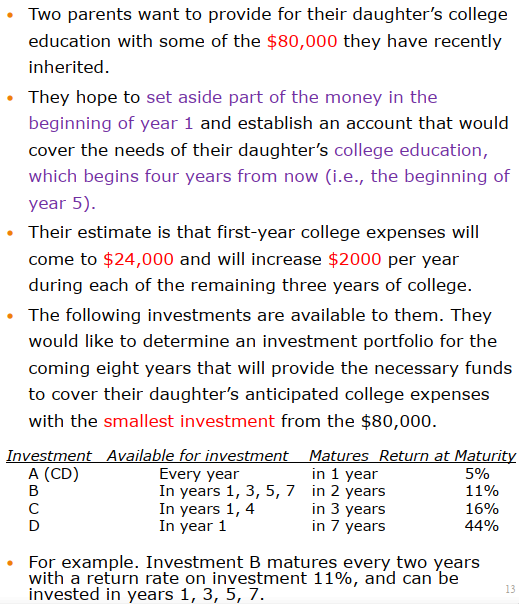 • Two parents want to provide for their daughter's college
education with some of the $80,000 they have recently
inherited.
• They hope to set aside part of the money in the
beginning of year 1 and establish an account that would
cover the needs of their daughter's college education,
which begins four years from now (i.e., the beginning of
year 5).
• Their estimate is that first-year college expenses will
come to $24,000 and will increase $2000 per year
during each of the remaining three years of college.
• The following investments are available to them. They
would like to determine an investment portfolio for the
coming eight years that will provide the necessary funds
to cover their daughter's anticipated college expenses
with the smallest investment from the $80,000.
Investment Available for investment Matures Return at Maturity
A (CD) Every year in 1 year 5%
B In years 1, 3, 5, 7 in 2 years 11%
C In years 1, 4 in 3 years 16%
D In year 1 in 7 years 44%
• For example. Investment B matures every two years
with a return rate on investment 11%, and can be
invested in years 1, 3, 5, 7.
13